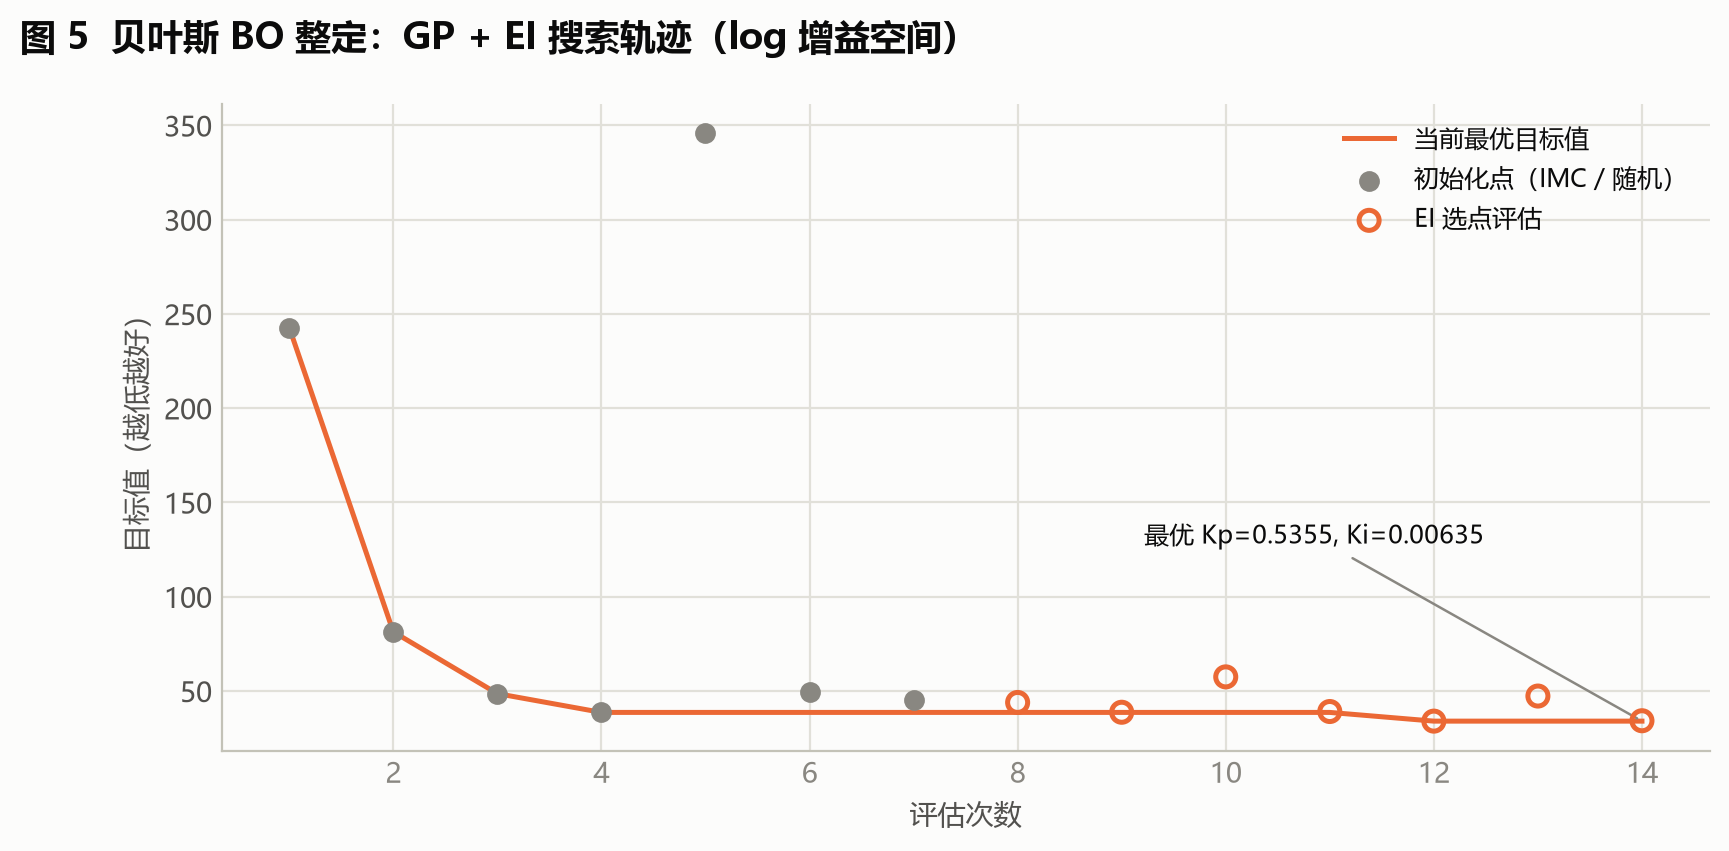 图 5 贝叶斯 BO 整定：GP + EI 搜索轨迹（log 增益空间）
350
300
250
200
150
100
50
目标值（越低越好）
当前最优目标值
初始化点（IMC / 随机）
EI 选点评估
最优 Kp=0.5355, Ki=0.00635
2 4 6 8 10 12 14
评估次数